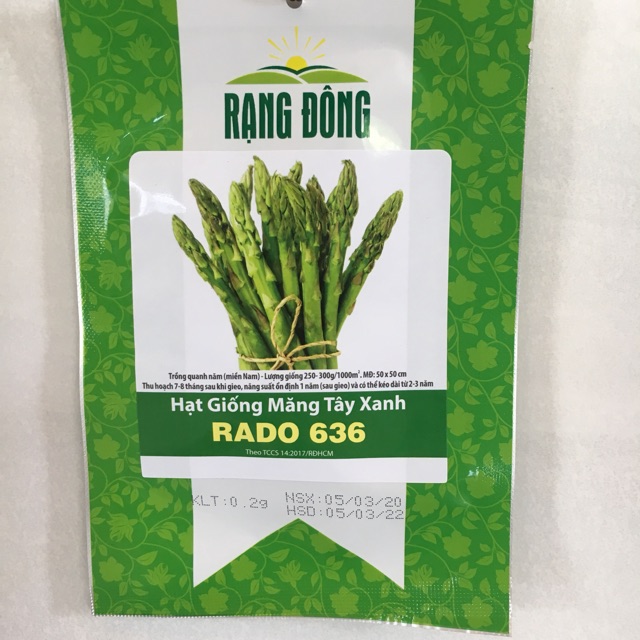 RẠNG ĐÔNG
Trồng quanh năm (miền Nam) - Lượng giống 250- 300g/1000m². MĐ: 50 x 50 cm
Thu hoạch 7-8 tháng sau khi gieo, năng suất ổn định 1 năm (sau gieo) và có thể kéo dài từ 2-3 năm
Hạt Giống Măng Tây Xanh
RADO 636
Theo TCCS 14:2017/RĐHCM
KLT:0.2g NSX:05/03/20
HSD:05/03/22